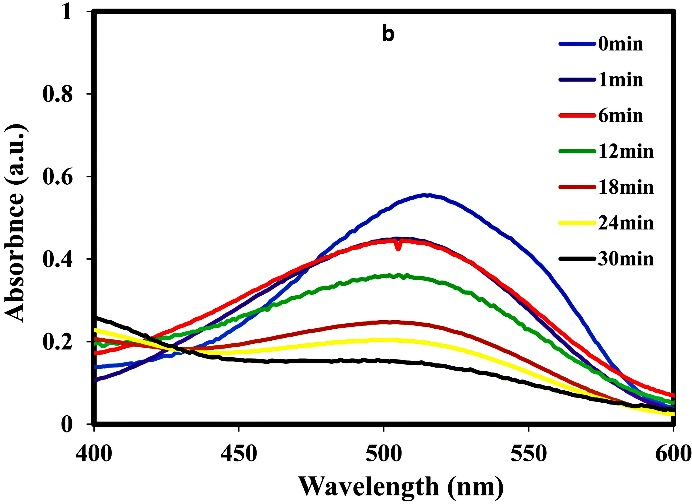 b
1
0.8
0.6
0.4
0.2
0
400
450
500
550
600
Absorbnce (a.u.)
Wavelength (nm)
0min
1min
6min
12min
18min
24min
30min